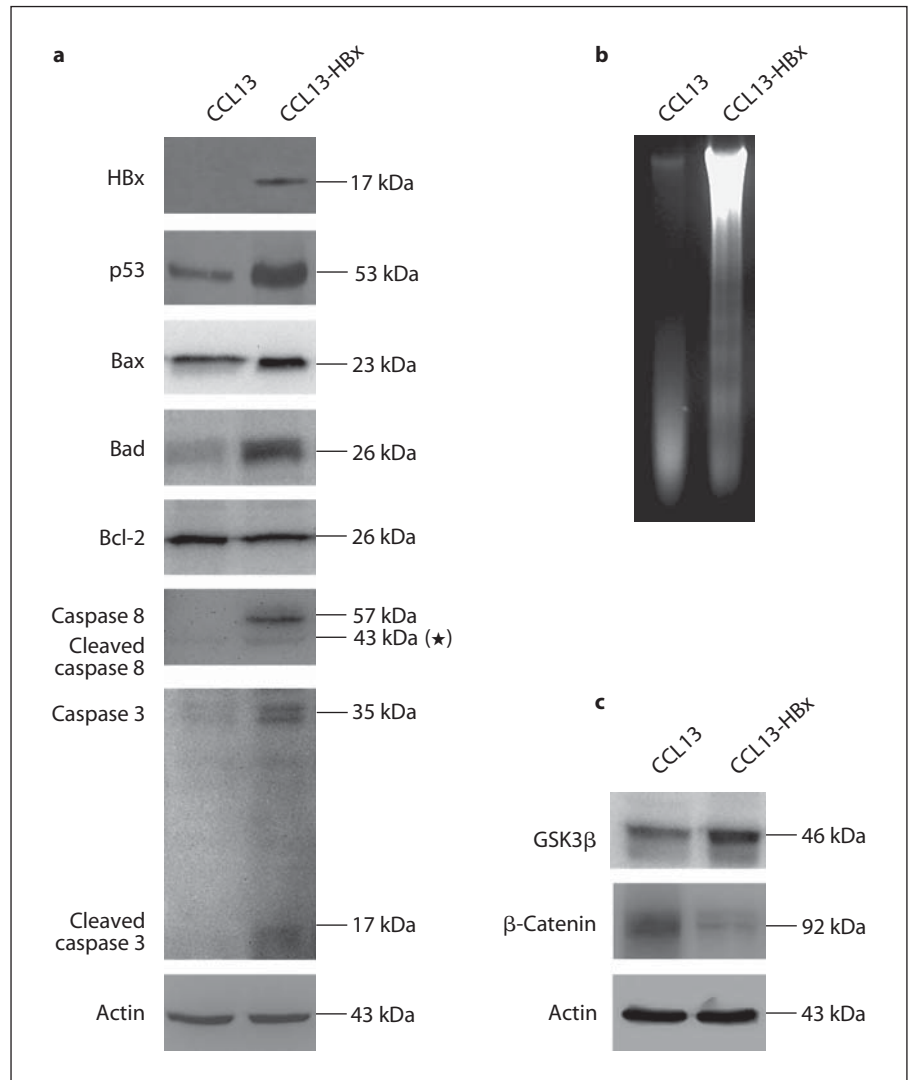 a
CCL13
CCL13-HBx
HBx
17 kDa
p53
53 kDa
Bax
23 kDa
Bad
26 kDa
Bcl-2
26 kDa
Caspase 8
57 kDa
Cleaved
caspase 8
43 kDa (★)
Caspase 3
35 kDa
Cleaved
caspase 3
17 kDa
Actin
43 kDa
b
CCL13
CCL13-HBx
c
CCL13
CCL13-HBx
GSK3β
46 kDa
β-Catenin
92 kDa
Actin
43 kDa